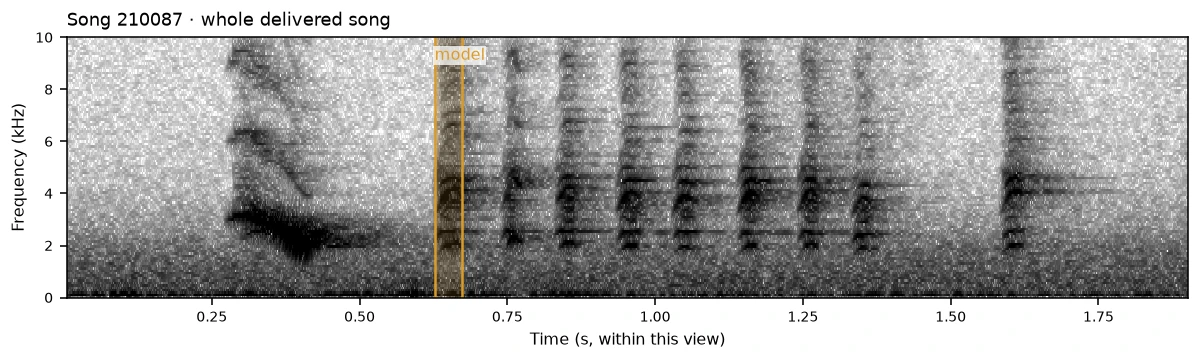 Song 210087 · whole delivered song
model
10
8
6
4
2
0
Frequency (kHz)
0.25 0.50 0.75 1.00 1.25 1.50 1.75
Time (s, within this view)